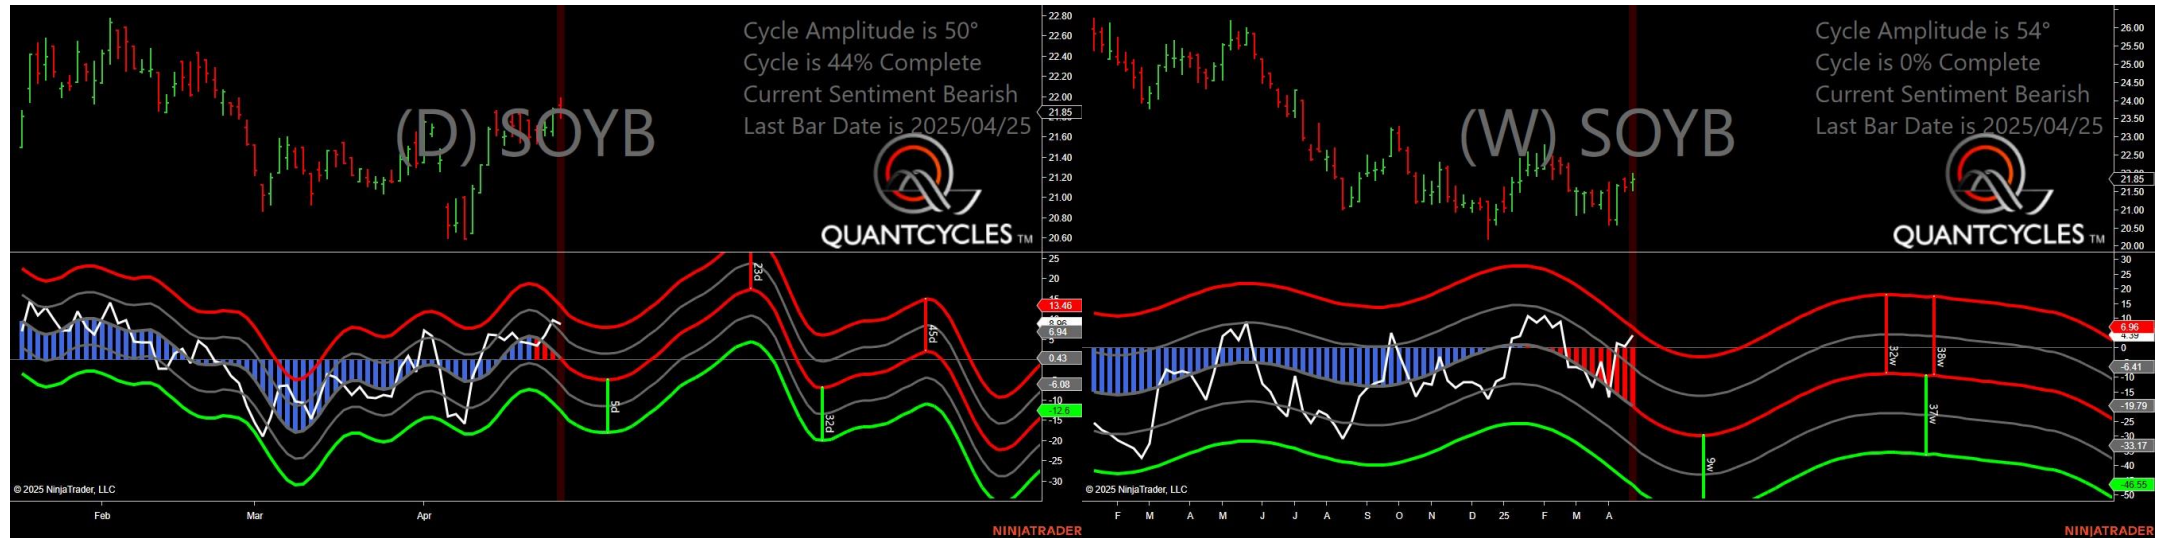 Cycle Amplitude is 50°
Cycle is 44% Complete
Current Sentiment Bearish
Last Bar Date is 2025/04/25
(D) SOYB
QUANTCYCLES TM
22.80
22.60
22.40
22.20
22.00
21.85
21.60
21.40
21.20
21.00
20.80
20.60
25
20
13.46
8.96
6.94
5
0.43
-6.08
-10
-12.6
-15
-20
-25
-30
23d
45d
5d
32d
© 2025 NinjaTrader, LLC
Feb Mar Apr
NINJATRADER
Cycle Amplitude is 54°
Cycle is 0% Complete
Current Sentiment Bearish
Last Bar Date is 2025/04/25
(W) SOYB
QUANTCYCLES TM
26.00
25.50
25.00
24.50
24.00
23.50
23.00
22.50
21.85
21.50
21.00
20.50
20.00
30
20
15
10
6.96
4.39
0
-6.41
-10
-15
-19.79
-25
-30
-33.17
-40
-46.55
-50
32w
38w
37w
9w
© 2025 NinjaTrader, LLC
F M A M J J A S O N D 25 F M A
NINJATRADER